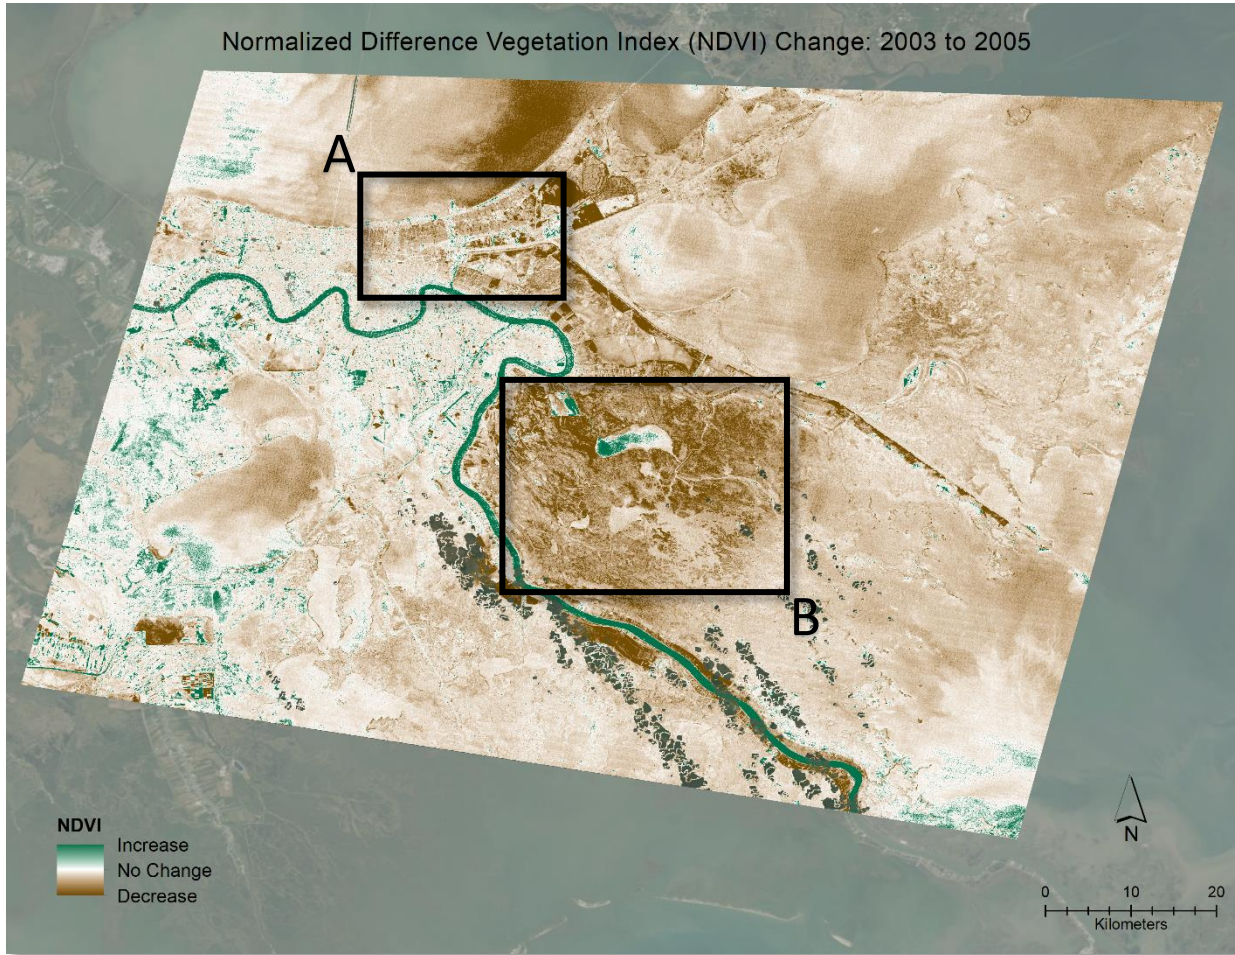 Normalized Difference Vegetation Index (NDVI) Change: 2003 to 2005
A
B
NDVI
Increase
No Change
Decrease
N
0 10 20
Kilometers